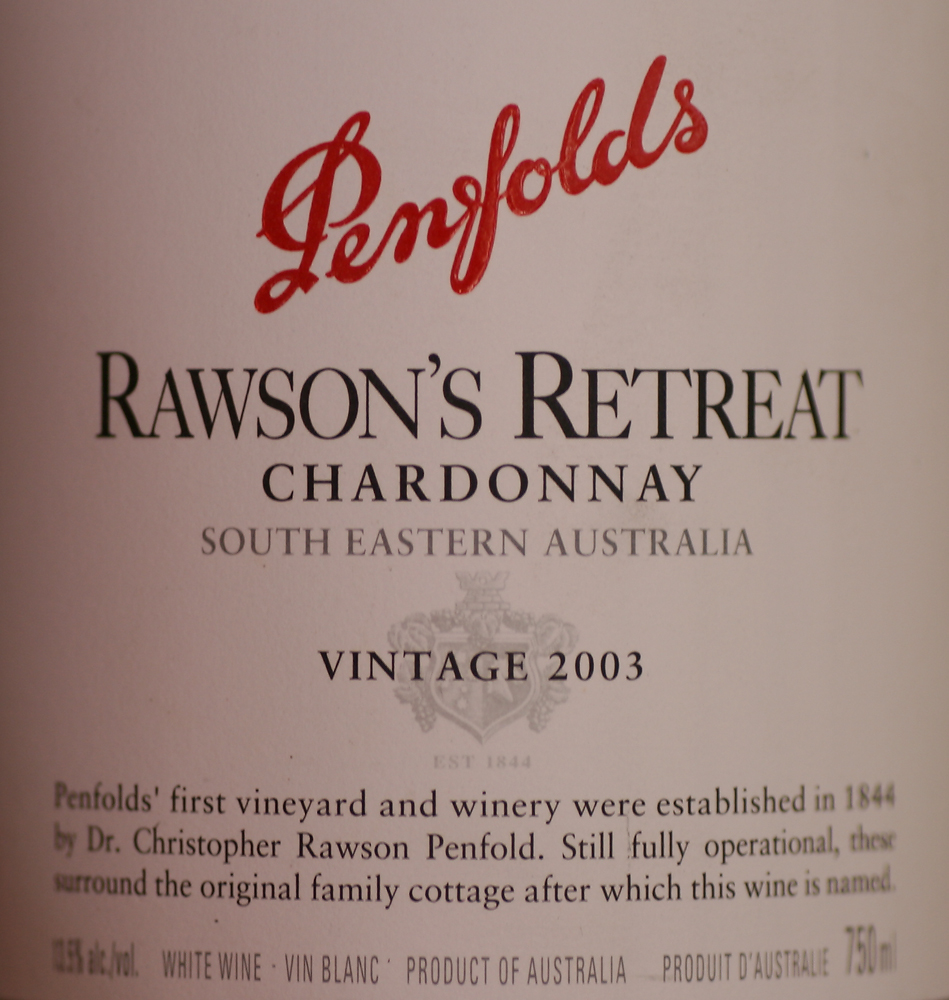 Penfolds
RAWSON'S RETREAT
CHARDONNAY
SOUTH EASTERN AUSTRALIA
VINTAGE 2003
EST 1844
Penfolds' first vineyard and winery were established in 1844
by Dr. Christopher Rawson Penfold. Still fully operational, these
surround the original family cottage after which this wine is named.
alc./vol. WHITE WINE · VIN BLANC · PRODUCT OF AUSTRALIA PRODUIT D'AUSTRALIE 750ml